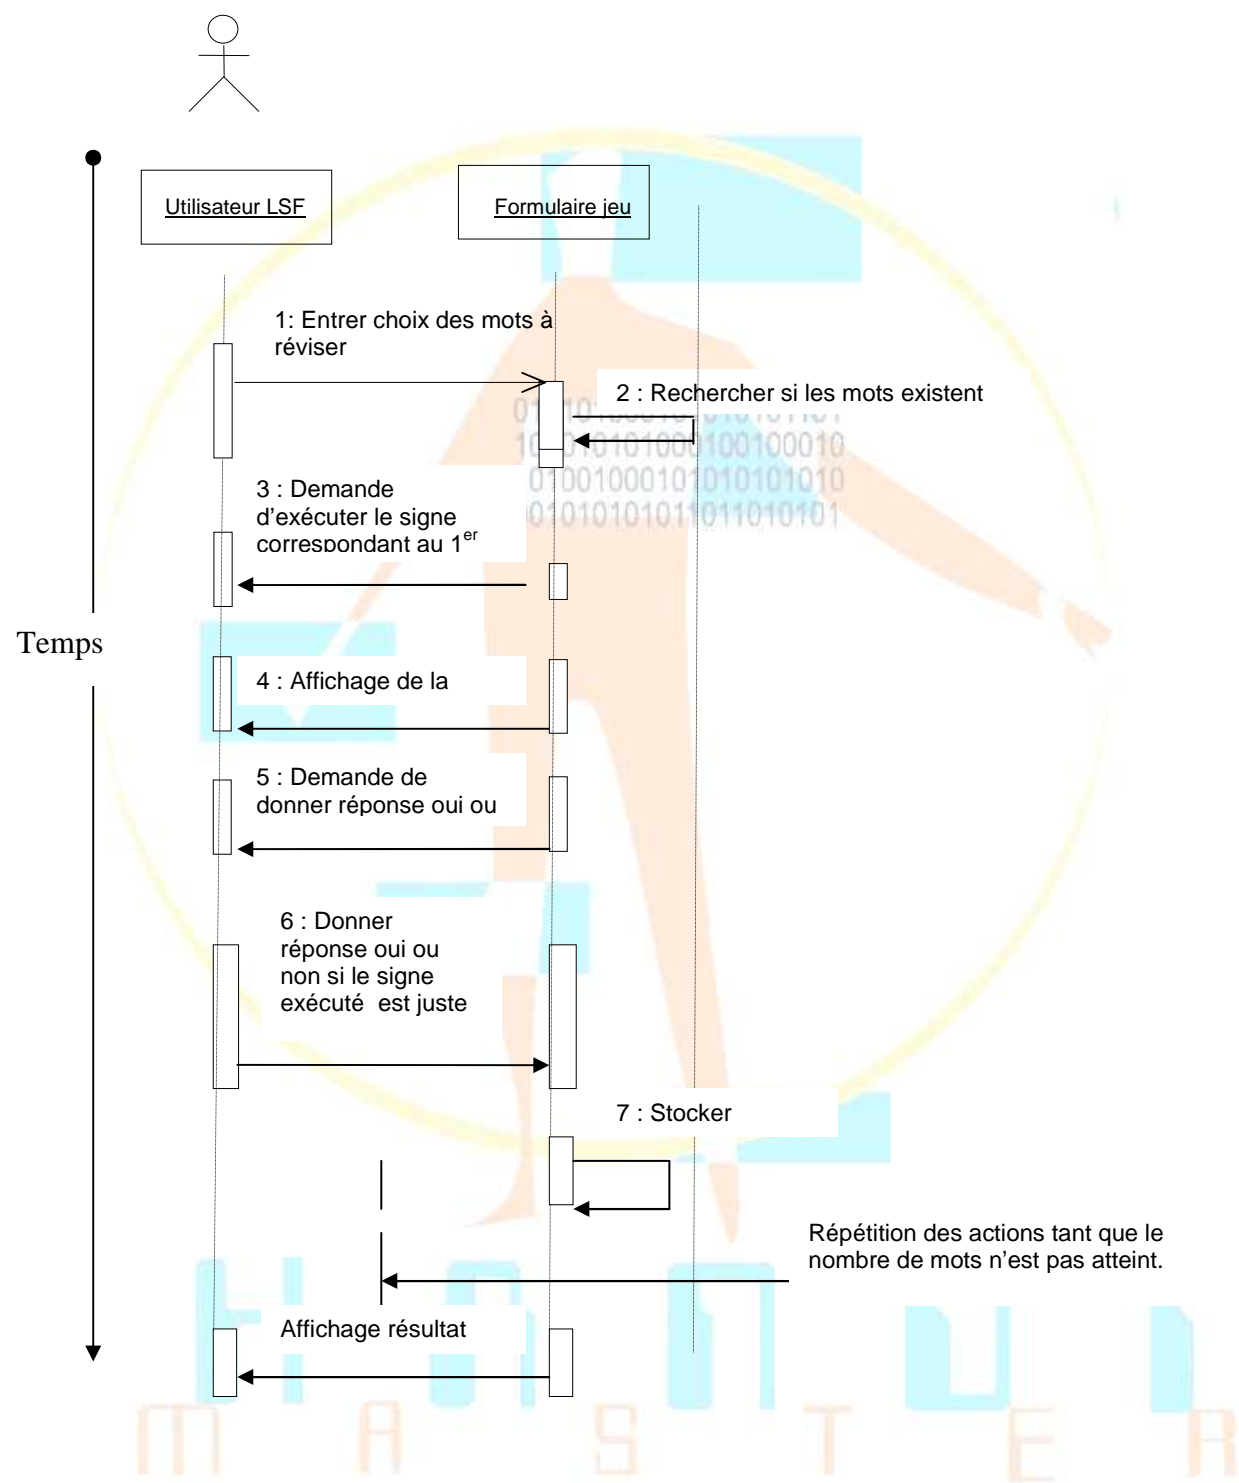 Utilisateur LSF
Formulaire jeu
1: Entrer choix des mots à
réviser
2 : Rechercher si les mots existent
3 : Demande
d'exécuter le signe
correspondant au 1er
Temps
4 : Affichage de la
5 : Demande de
donner réponse oui ou
6 : Donner
réponse oui ou
non si le signe
exécuté est juste
7 : Stocker
Répétition des actions tant que le
nombre de mots n'est pas atteint.
Affichage résultat
MASTER